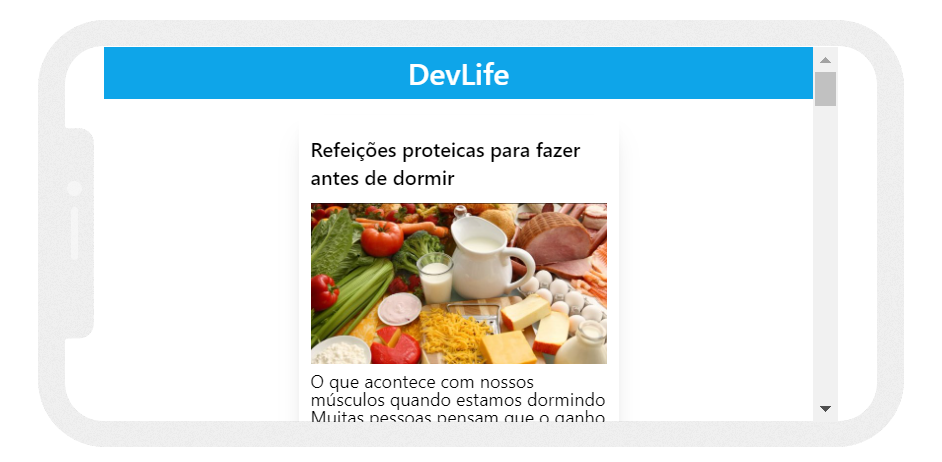 DevLife
Refeições proteicas para fazer
antes de dormir
O que acontece com nossos
músculos quando estamos dormindo
Muitas pessoas pensam que o ganho